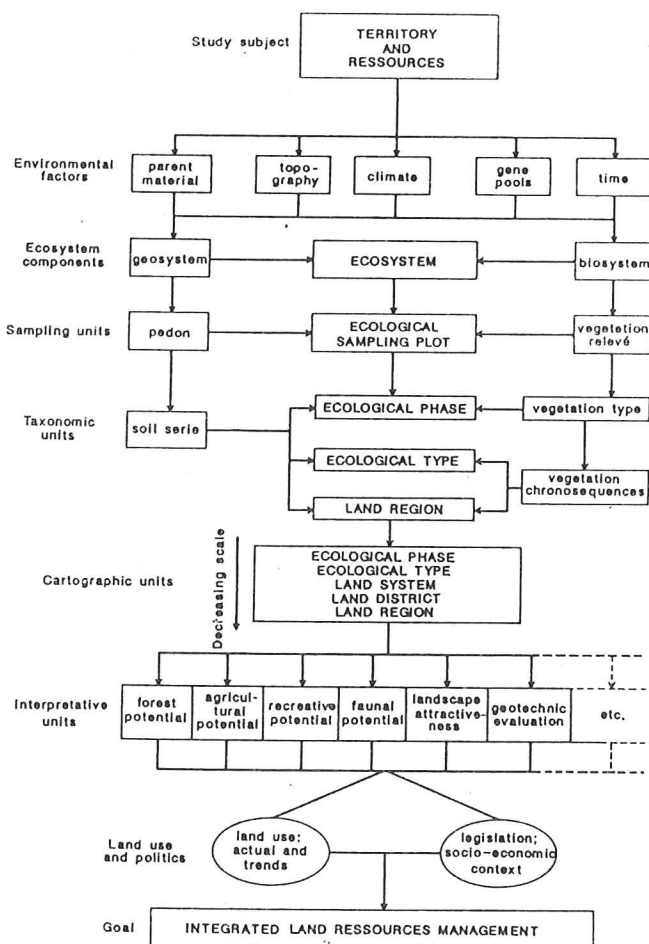 Study subject
TERRITORY
AND
RESSOURCES
Environmental
factors
parent
material
topo-
graphy
climate
gene
pools
time
Ecosystem
components
geosystem
ECOSYSTEM
biosystem
Sampling units
pedon
ECOLOGICAL
SAMPLING PLOT
vegetation
relevé
Taxonomic
units
soil serie
ECOLOGICAL PHASE
vegetation type
ECOLOGICAL TYPE
vegetation
chronosequences
LAND REGION
Cartographic units
Decreasing scale
ECOLOGICAL PHASE
ECOLOGICAL TYPE
LAND SYSTEM
LAND DISTRICT
LAND REGION
Interpretative
units
forest
potential
agricul-
tural
potential
recreative
potential
faunal
potential
landscape
attractive-
ness
geotechnic
evaluation
etc.
Land use
and politics
land use:
actual and
trends
legislation;
socio-economic
context
Goal
INTEGRATED LAND RESSOURCES MANAGEMENT